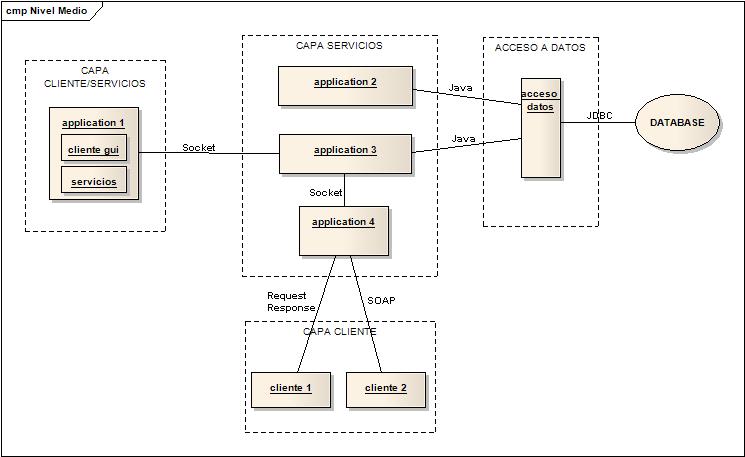 cmp Nivel Medio
CAPA
CLIENTE/SERVICIOS
application 1
cliente gui
servicios
Socket
CAPA SERVICIOS
application 2
application 3
Socket
application 4
Java
Java
ACCESO A DATOS
acceso
datos
JDBC
DATABASE
Request
Response
SOAP
CAPA CLIENTE
cliente 1
cliente 2